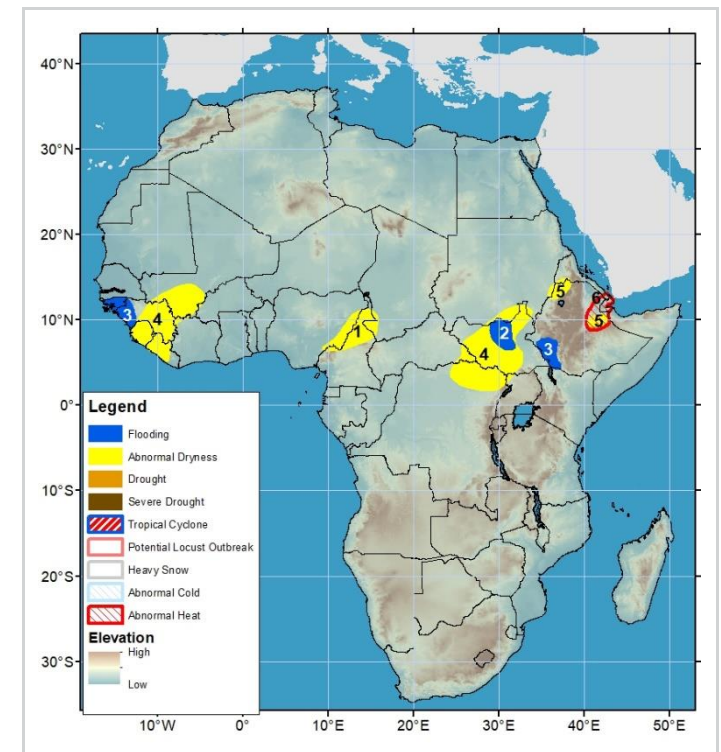 40°N
30°N
20°N
10°N
0°
10°S
20°S
30°S
10°W 0° 10°E 20°E 30°E 40°E 50°E
3
4
1
2
4
3
5
6
5
Legend
Flooding
Abnormal Dryness
Drought
Severe Drought
Tropical Cyclone
Potential Locust Outbreak
Heavy Snow
Abnormal Cold
Abnormal Heat
Elevation
High
Low